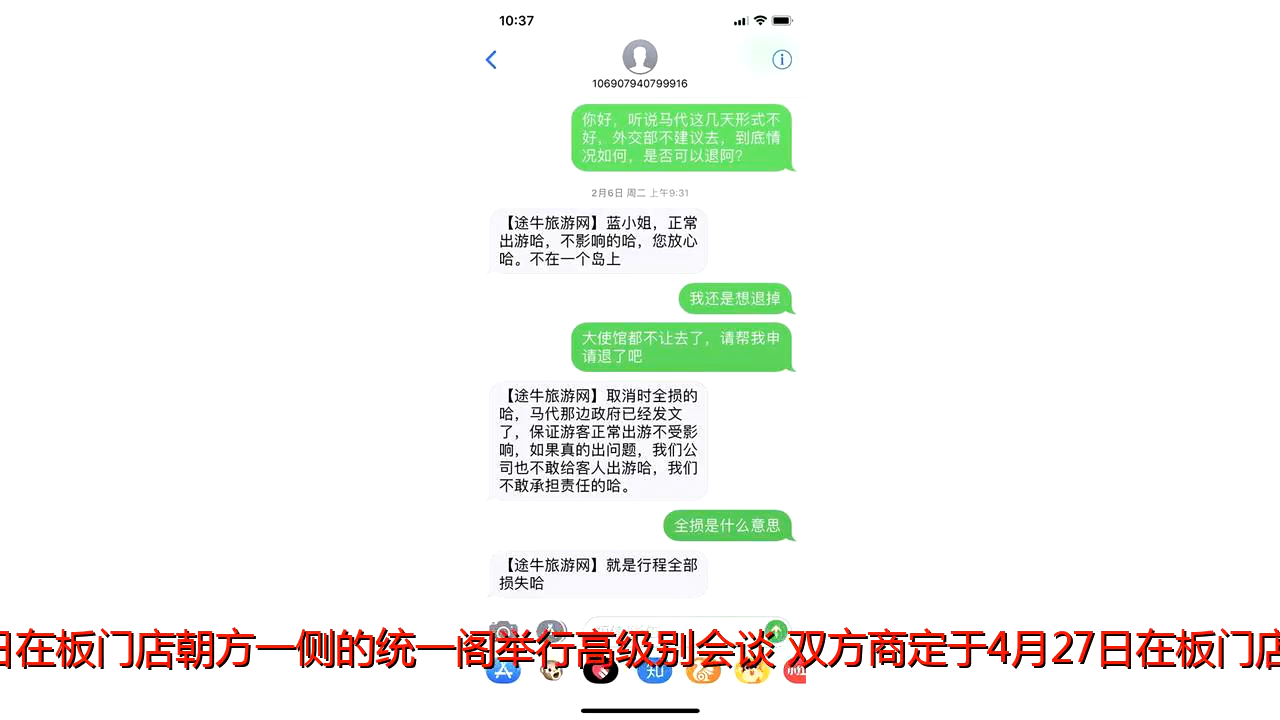 10:37
106907940799916
你好，听说马代这几天形式不
好，外交部不建议去，到底情
况如何，是否可以退阿？
2月6日 周二 上午9:31
【途牛旅游网】蓝小姐，正常
出游哈，不影响的哈，您放心
哈。不在一个岛上
我还是想退掉
大使馆都不让去了，请帮我申
请退了吧
【途牛旅游网】取消时全损的
哈，马代那边政府已经发文
了，保证游客正常出游不受影
响，如果真的出问题，我们公
司也不敢给客人出游哈，我们
不敢承担责任的哈。
全损是什么意思
【途牛旅游网】就是行程全部
损失哈
日在板门店朝方一侧的统一阁举行高级别会谈 双方商定于4月27日在板门店
知